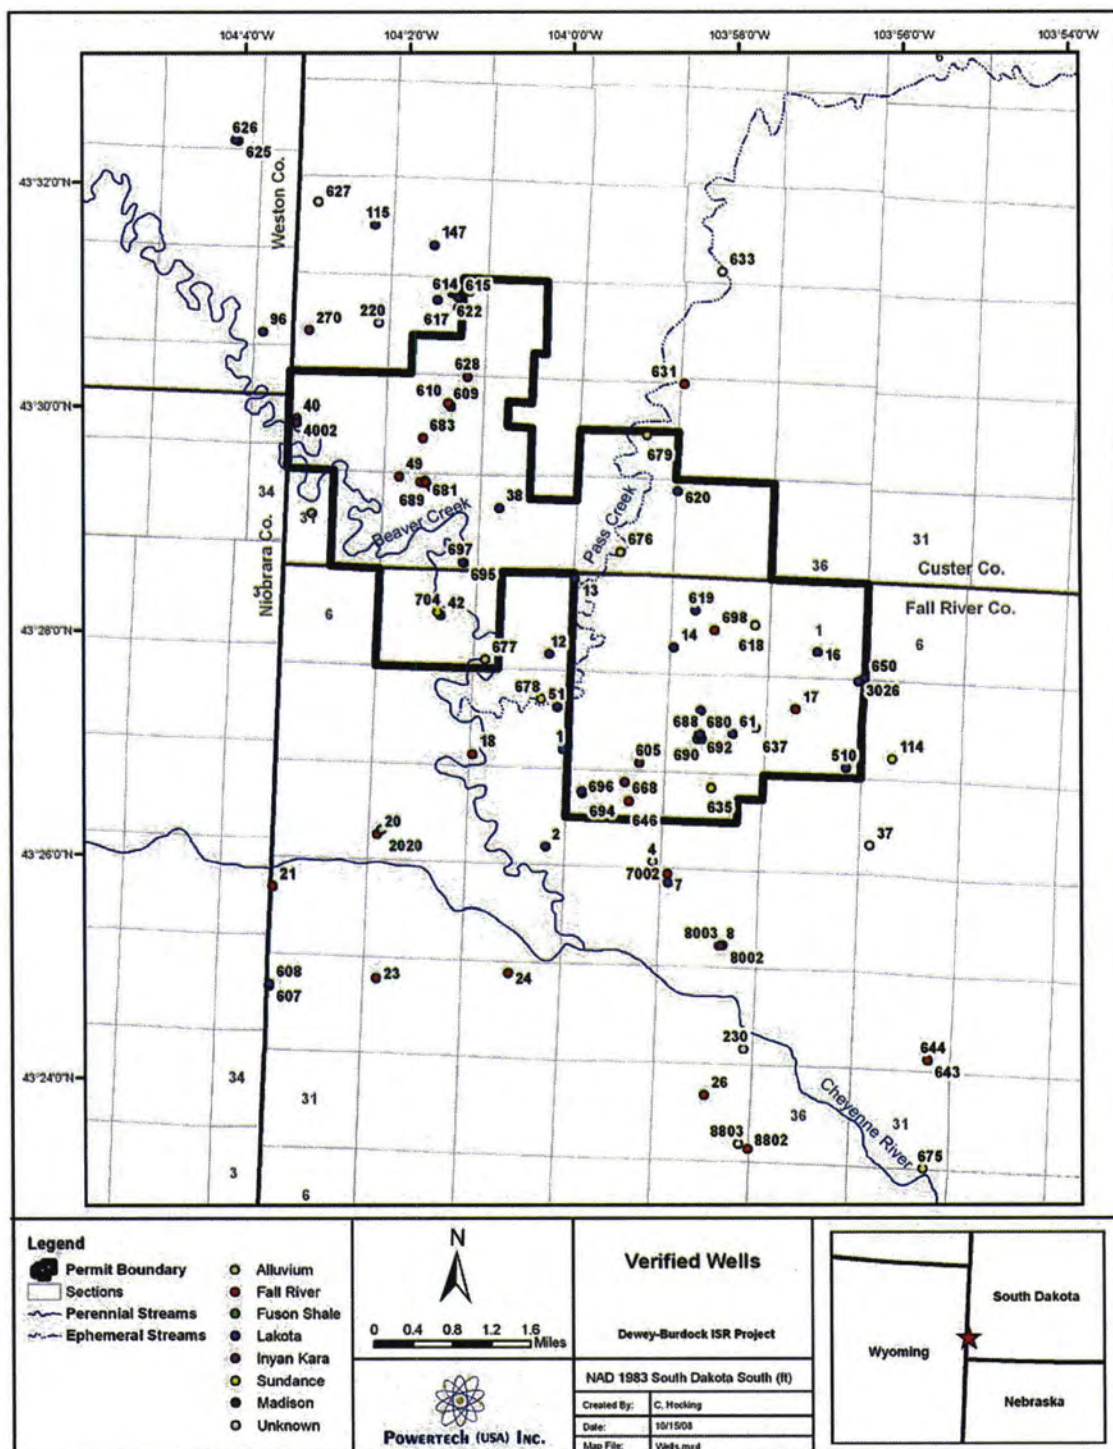 104°4'0"W 104°2'0"W 104°0'0"W 103°58'0"W 103°56'0"W 103°54'0"W
626
625
43°32'0"N
Weston Co.
627
115
147
633
614 615
617 622
220
96 270
628
631
610 609
43°30'0"N
40
4002
683
679
49
34
689 681
38
620
31
Beaver Creek
Pass Creek
676
31
697
695
36
Custer Co.
Niobrara Co.
13
Fall River Co.
6
704 42
619
698
618
1
6
43°28'0"N
14
16
12
677
650
3026
678 51
17
688 680 61
690 692 637
1
18
605
510
114
696 668
694 646
635
20
2020
2
4
37
43°26'0"N
7002
7
21
8003 8
8002
608
607
23
24
230
644
643
43°24'0"N
34
31
26
36
31
Cheyenne River
8803
8802
675
3
6
Legend
Permit Boundary
Sections
Perennial Streams
Ephemeral Streams
Alluvium
Fall River
Fuson Shale
Lakota
Inyan Kara
Sundance
Madison
Unknown
N
0 0.4 0.8 1.2 1.6
Miles
POWERTECH (USA) INC.
Verified Wells
Dewey-Burdock ISR Project
NAD 1983 South Dakota South (ft)
Created By: C. Hocking
Date: 10/15/08
Map File: Wells.mxd
South Dakota
Wyoming
Nebraska